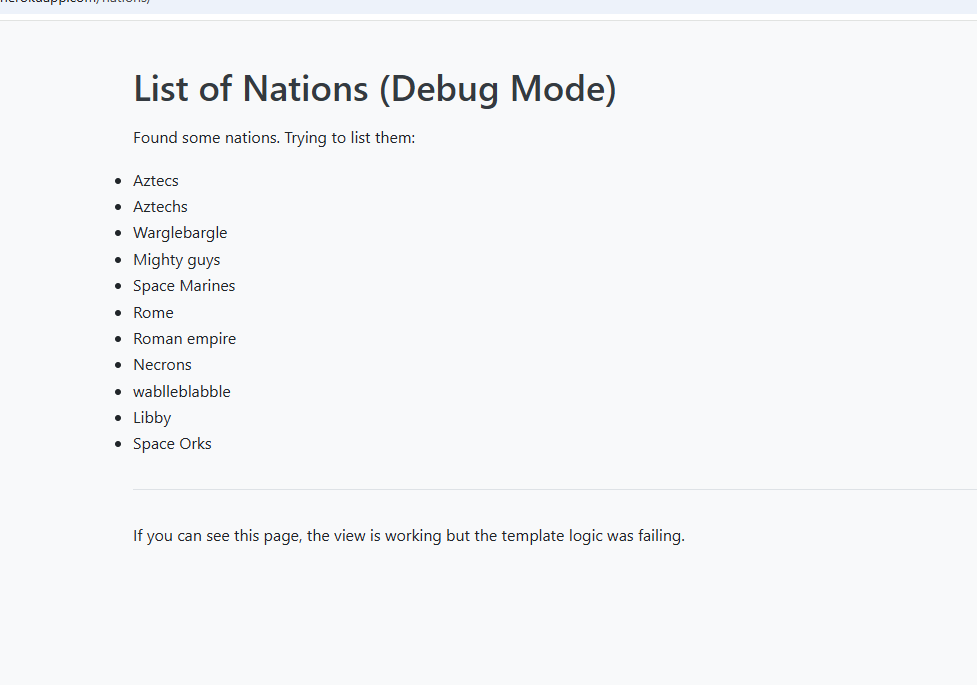 herokuapp.com/nations/
List of Nations (Debug Mode)
Found some nations. Trying to list them:
Aztecs
Aztechs
Warglebargle
Mighty guys
Space Marines
Rome
Roman empire
Necrons
wablleblabble
Libby
Space Orks
If you can see this page, the view is working but the template logic was failing.